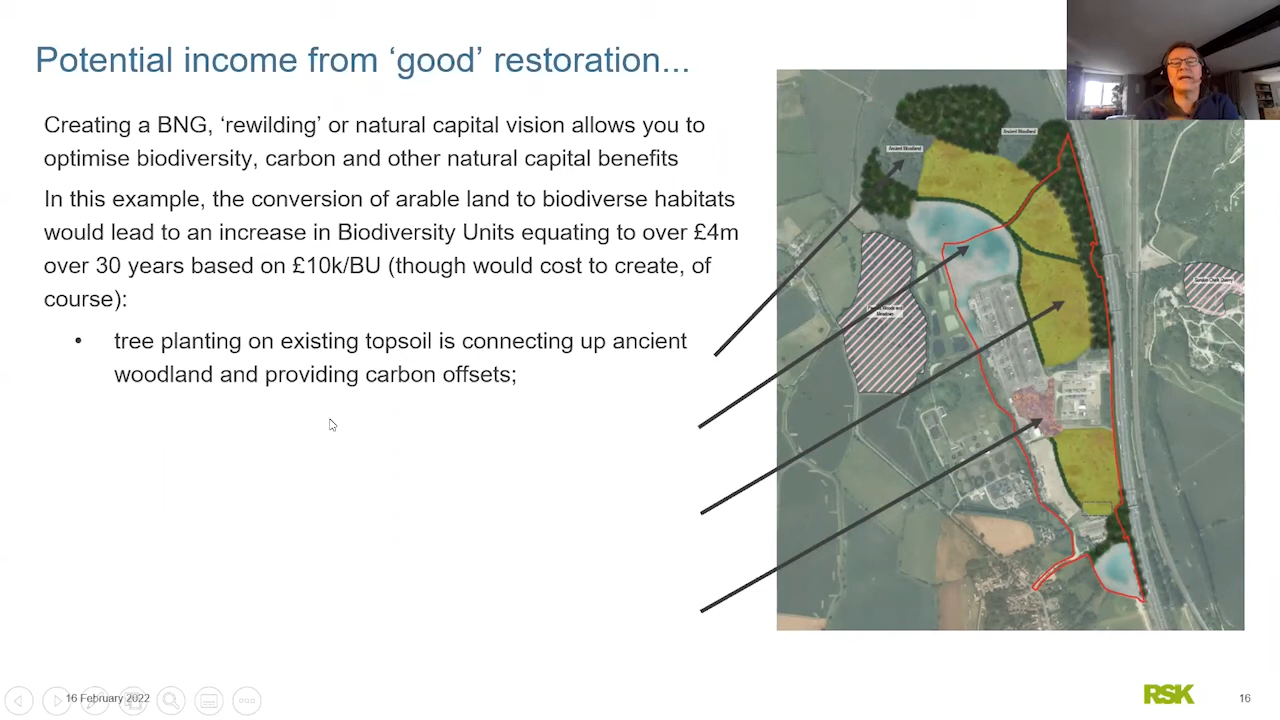 Potential income from ‘good’ restoration...
Creating a BNG, ‘rewilding’ or natural capital vision allows you to
optimise biodiversity, carbon and other natural capital benefits
In this example, the conversion of arable land to biodiverse habitats
would lead to an increase in Biodiversity Units equating to over £4m
over 30 years based on £10k/BU (though would cost to create, of
course):
• tree planting on existing topsoil is connecting up ancient
woodland and providing carbon offsets;
Ancient Woodland
Ancient Woodland
16 February 2022
RSK
16